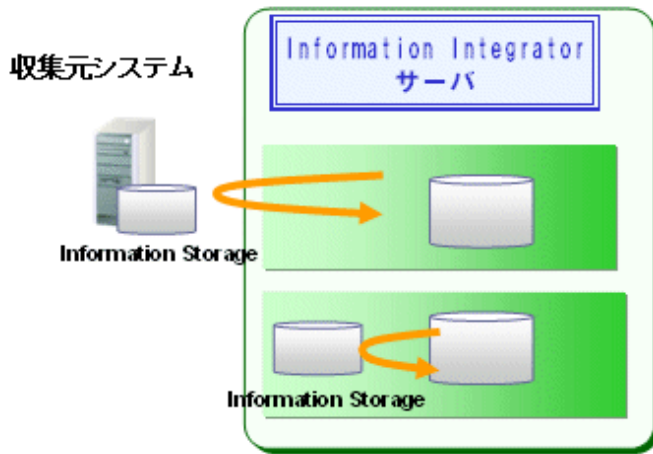 Information Integrator
サーバ
収集元システム
Information Storage
Information Storage